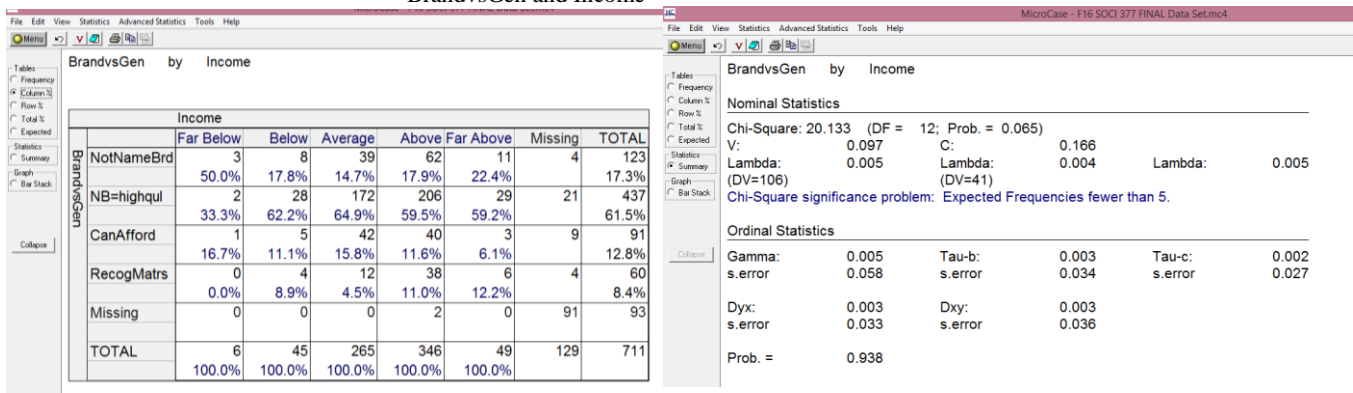 BrandvsGen and Income
File Edit View Statistics Advanced Statistics Tools Help
Menu
Tables
Frequency
Column %
Row %
Total %
Expected
Statistics
Summary
Graph
Bar Stack
Collapse
BrandvsGen by Income
Income
Far Below Below Average Above Far Above Missing TOTAL
BrandvsGen
NotNameBrd 3 8 39 62 11 4 123
50.0% 17.8% 14.7% 17.9% 22.4% 17.3%
NB=highqul 2 28 172 206 29 21 437
33.3% 62.2% 64.9% 59.5% 59.2% 61.5%
CanAfford 1 5 42 40 3 9 91
16.7% 11.1% 15.8% 11.6% 6.1% 12.8%
RecogMatrs 0 4 12 38 6 4 60
0.0% 8.9% 4.5% 11.0% 12.2% 8.4%
Missing 0 0 0 2 0 91 93
TOTAL 6 45 265 346 49 129 711
100.0% 100.0% 100.0% 100.0% 100.0%
MicroCase - F16 SOCI 377 FINAL Data Set.mc4
File Edit View Statistics Advanced Statistics Tools Help
Menu
Tables
Frequency
Column %
Row %
Total %
Expected
Statistics
Summary
Graph
Bar Stack
Collapse
BrandvsGen by Income
Nominal Statistics
Chi-Square: 20.133 (DF = 12; Prob. = 0.065)
V: 0.097 C: 0.166
Lambda: 0.005 Lambda: 0.004 Lambda: 0.005
(DV=106) (DV=41)
Chi-Square significance problem: Expected Frequencies fewer than 5.
Ordinal Statistics
Gamma: 0.005 Tau-b: 0.003 Tau-c: 0.002
s.error 0.058 s.error 0.034 s.error 0.027
Dyx: 0.003 Dxy: 0.003
s.error 0.033 s.error 0.036
Prob. = 0.938